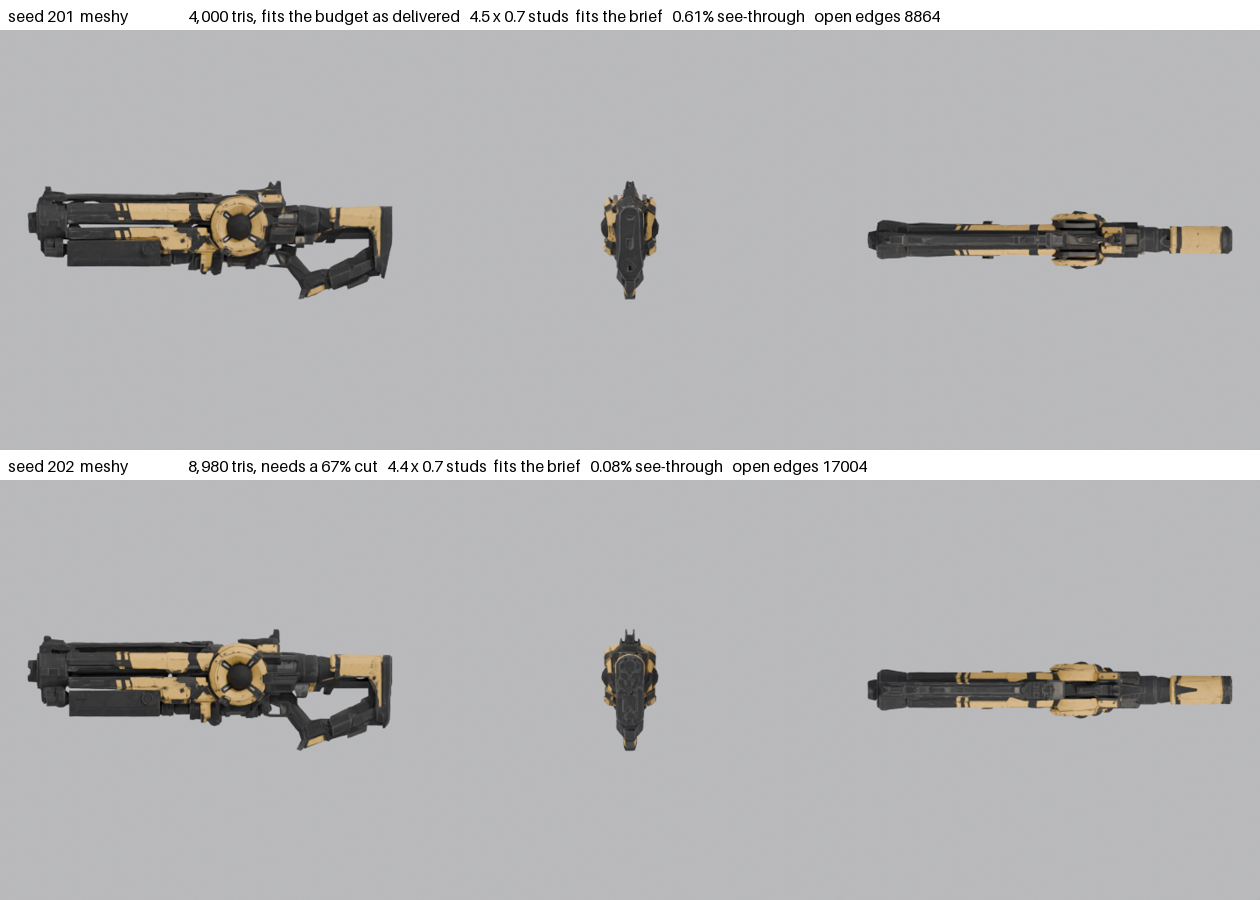 seed 201 meshy 4,000 tris, fits the budget as delivered 4.5 x 0.7 studs fits the brief 0.61% see-through open edges 8864
seed 202 meshy 8,980 tris, needs a 67% cut 4.4 x 0.7 studs fits the brief 0.08% see-through open edges 17004